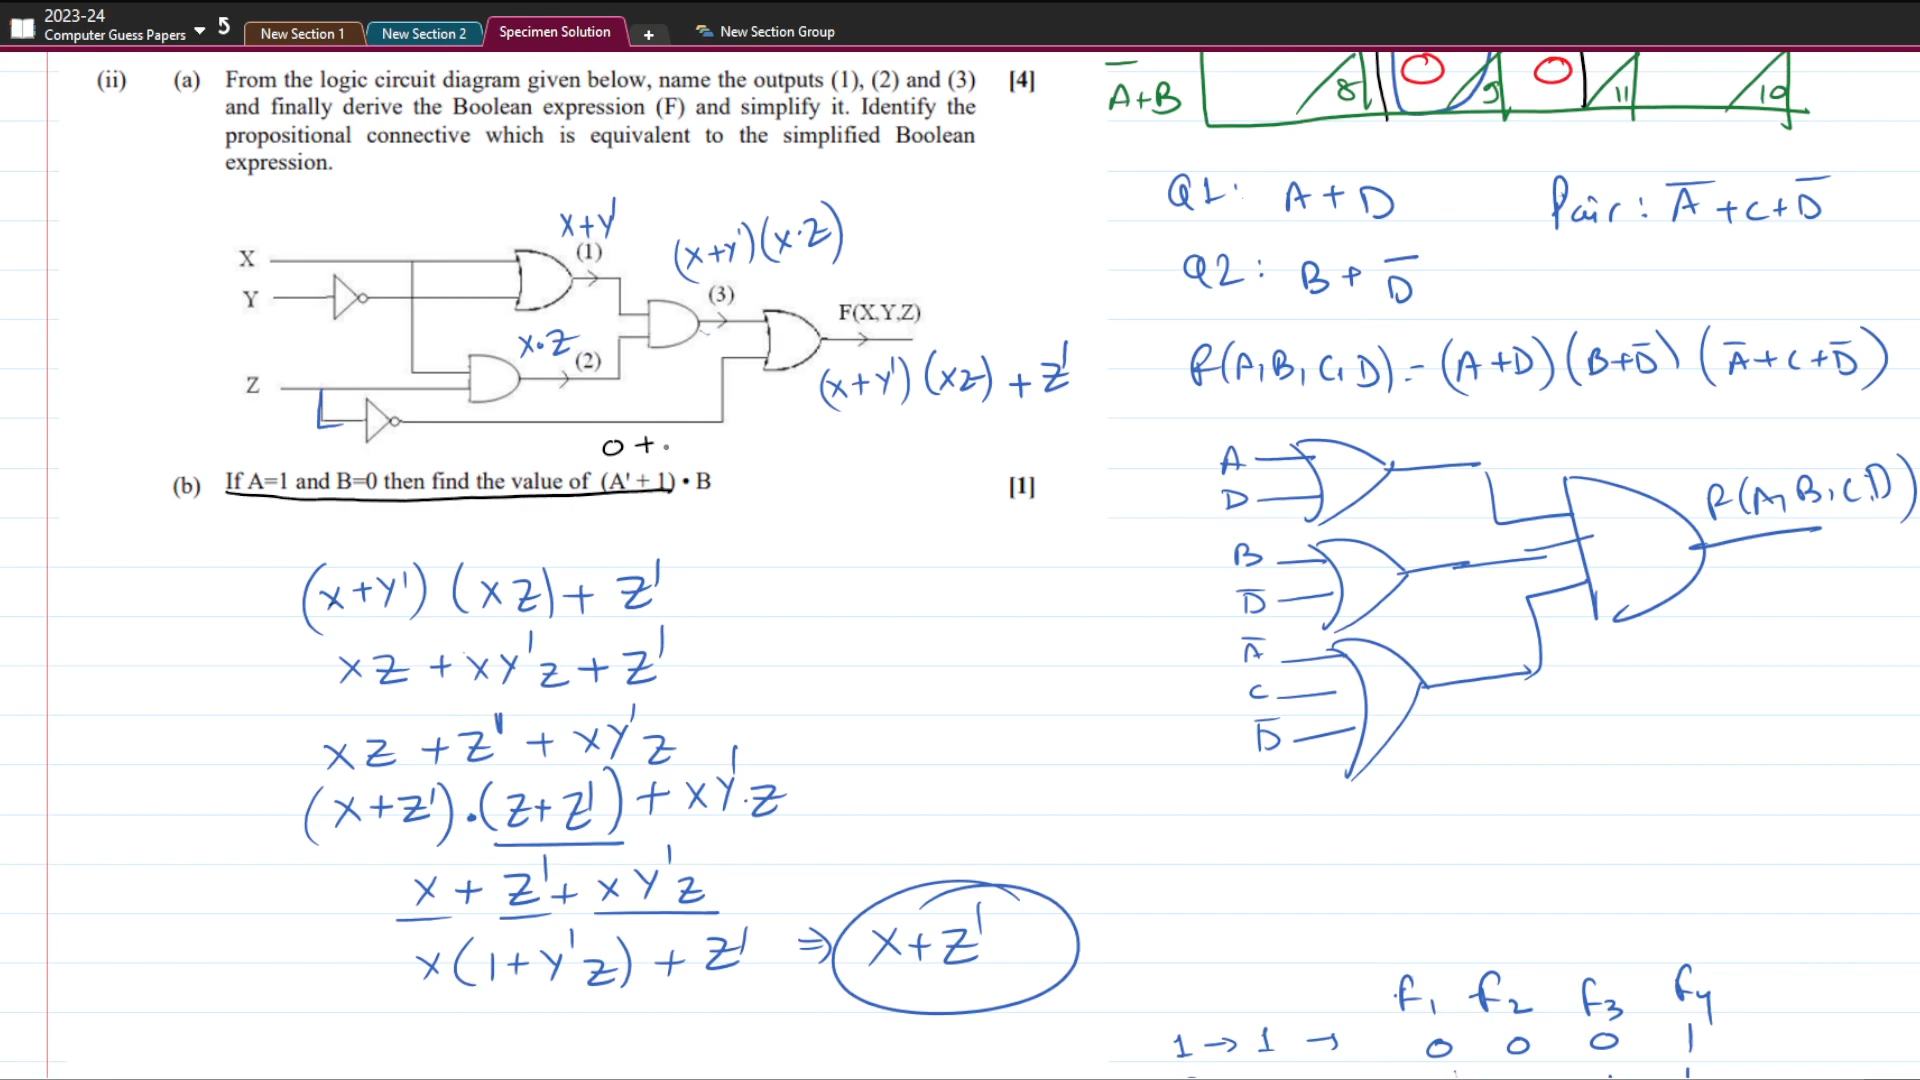 2023-24
Computer Guess Papers
New Section 1
New Section 2
Specimen Solution
+
New Section Group
(ii) (a) From the logic circuit diagram given below, name the outputs (1), (2) and (3) [4]
and finally derive the Boolean expression (F) and simplify it. Identify the
propositional connective which is equivalent to the simplified Boolean
expression.
X+Y'
(1)
(X+Y')(X·Z)
X
Y
(3)
F(X,Y,Z)
X·Z
(2)
(X+Y')(XZ)+Z'
Z
0+.
(b) If A=1 and B=0 then find the value of (A' + 1) • B [1]
(X+Y')(XZ)+Z'
XZ+XY'Z+Z'
XZ+Z'+XY'Z
(X+Z').(Z+Z')+XY'.Z
X+Z'+XY'Z
X(1+Y'Z)+Z' ⇒ X+Z'
A̅+B 8 0 9 0 11 10
Q1: A+D Pair: A̅+C+D̅
Q2: B+D̅
F(A,B,C,D)=(A+D)(B+D̅)(A̅+C+D̅)
A
D
F(A,B,C,D)
B
D̅
A̅
C
D̅
F1 F2 F3 F4
1→1→ 0 0 0 1